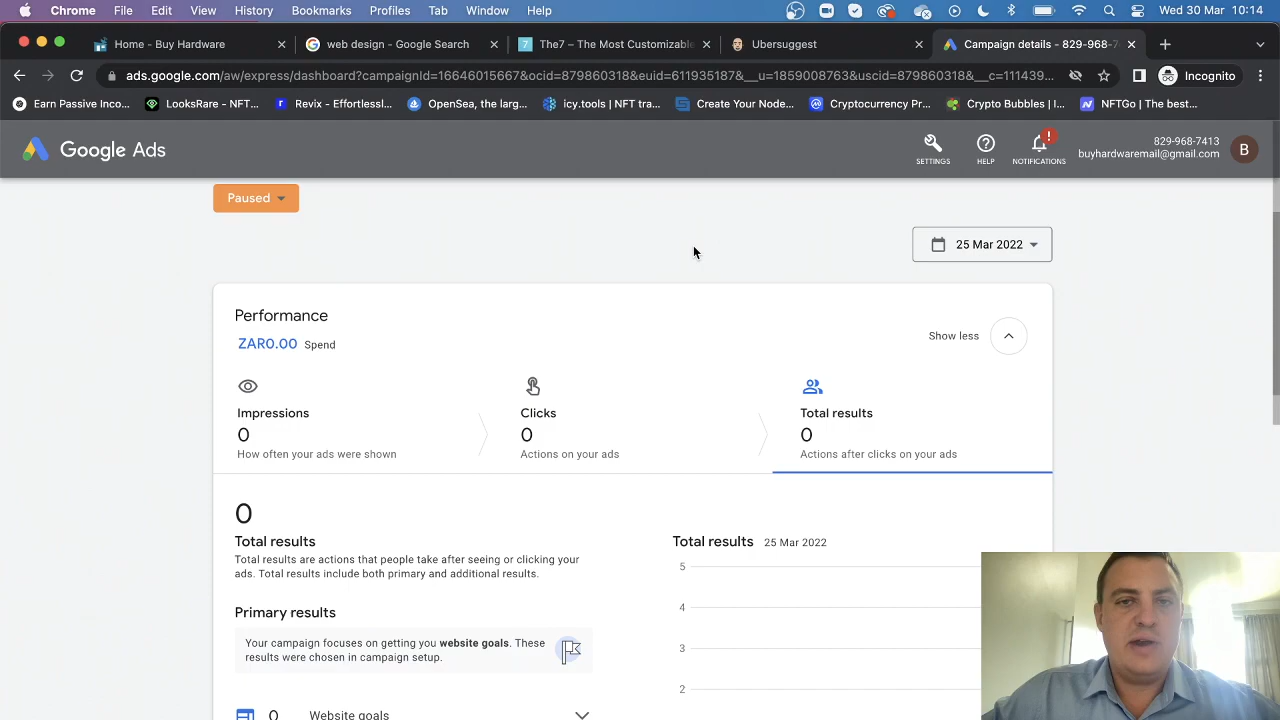 Chrome File Edit View History Bookmarks Profiles Tab Window Help Wed 30 Mar 10:14
Home - Buy Hardware
web design - Google Search
The7 – The Most Customizable
Ubersuggest
Campaign details - 829-968-7
ads.google.com/aw/express/dashboard?campaignId=16646015667&ocid=879860318&euid=611935187&__u=1859008763&uscid=879860318&__c=111439...
Incognito
Earn Passive Inco...
LooksRare - NFT...
Revix - Effortlessl...
OpenSea, the larg...
icy.tools | NFT tra...
Create Your Node...
Cryptocurrency Pr...
Crypto Bubbles | I...
NFTGo | The best...
Google Ads
SETTINGS
HELP
!
NOTIFICATIONS
829-968-7413
buyhardwaremail@gmail.com
B
Paused
25 Mar 2022
Performance
ZAR0.00 Spend
Show less
Impressions
0
How often your ads were shown
Clicks
0
Actions on your ads
Total results
0
Actions after clicks on your ads
0
Total results
Total results are actions that people take after seeing or clicking your
ads. Total results include both primary and additional results.
Primary results
Your campaign focuses on getting you website goals. These
results were chosen in campaign setup.
0 Website goals
Total results 25 Mar 2022
5
4
3
2